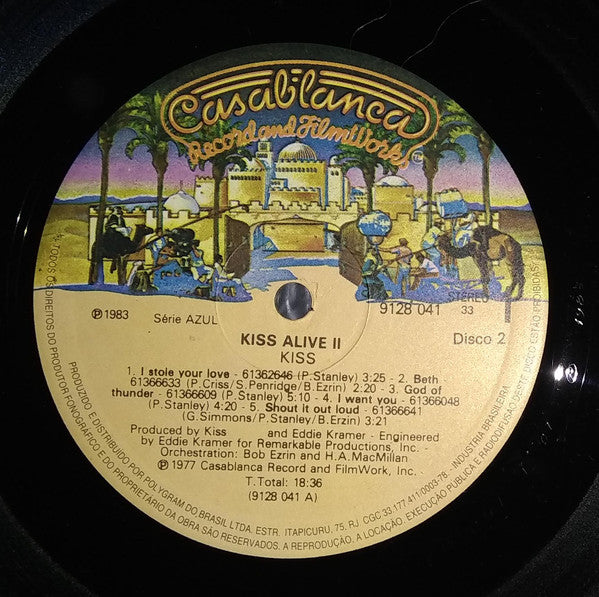 Casablanca
Record and FilmWorks
℗ 1983
Série AZUL
9128 041
STEREO
33
KISS ALIVE II
KISS
Disco 2
1. I stole your love - 61362646 (P.Stanley) 3:25 - 2. Beth
61366633 (P.Criss/S.Penridge/B.Ezrin) 2:20 - 3. God of
thunder - 61366609 (P.Stanley) 5:10 - 4. I want you - 61366048
(P.Stanley) 4:20 - 5. Shout it out loud - 61366641
(G.Simmons/P.Stanley/B.Erzin) 3:21
Produced by Kiss and Eddie Kramer - Engineered
by Eddie Kramer for Remarkable Productions, Inc. -
Orchestration: Bob Ezrin and H.A.MacMillan
℗ 1977 Casablanca Record and FilmWork, Inc.
T.Total: 18:36
(9128 041 A)
PRODUZIDO E DISTRIBUIDO POR POLYGRAM DO BRASIL LTDA. ESTR. ITAPICURU, 75, RJ CGC 33.177.411/0003-78 - INDUSTRIA BRASILEIRA
TODOS OS DIREITOS DO PRODUTOR FONOGRÁFICO E DO PROPRIETARIO DA OBRA SÃO RESERVADOS. A REPRODUÇÃO, A LOCAÇÃO, EXECUÇÃO PÚBLICA E RADIODIFUSÃO DESTE DISCO ESTÃO PROIBIDAS